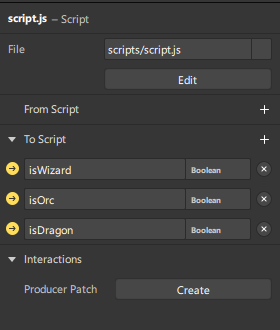 script.js – Script
File scripts/script.js
Edit
From Script +
To Script +
isWizard Boolean
isOrc Boolean
isDragon Boolean
Interactions
Producer Patch Create